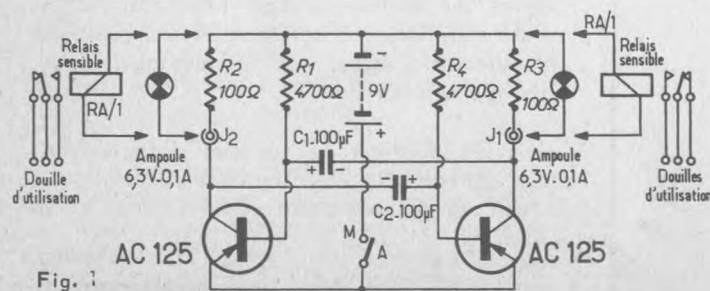 RA/1
Relais
sensible
RA/1
Douille
d'utilisation
Ampoule
6,3V.0,1A
R2
100Ω
J2
R1
4700Ω
C1-100µF
+ -
-
9V
+
- +
C2-100µF
M
A
R4
4700Ω
R3
100Ω
J1
Ampoule
6,3V.0,1A
RA/1
Relais
sensible
Douilles
d'utilisation
AC 125
AC 125
Fig. 1